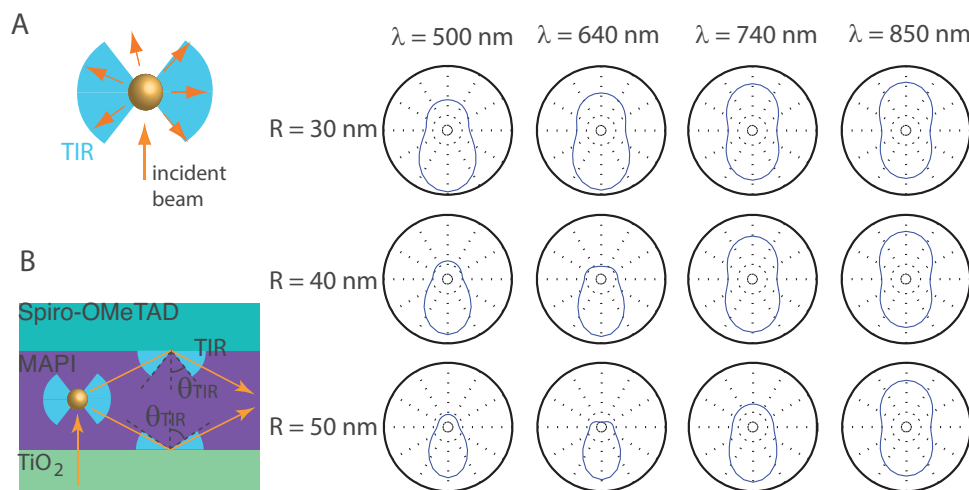 A
TIR
incident
beam
B
Spiro-OMeTAD
MAPI
TIR
θTIR
θTIR
TiO2
λ = 500 nm
λ = 640 nm
λ = 740 nm
λ = 850 nm
R = 30 nm
R = 40 nm
R = 50 nm